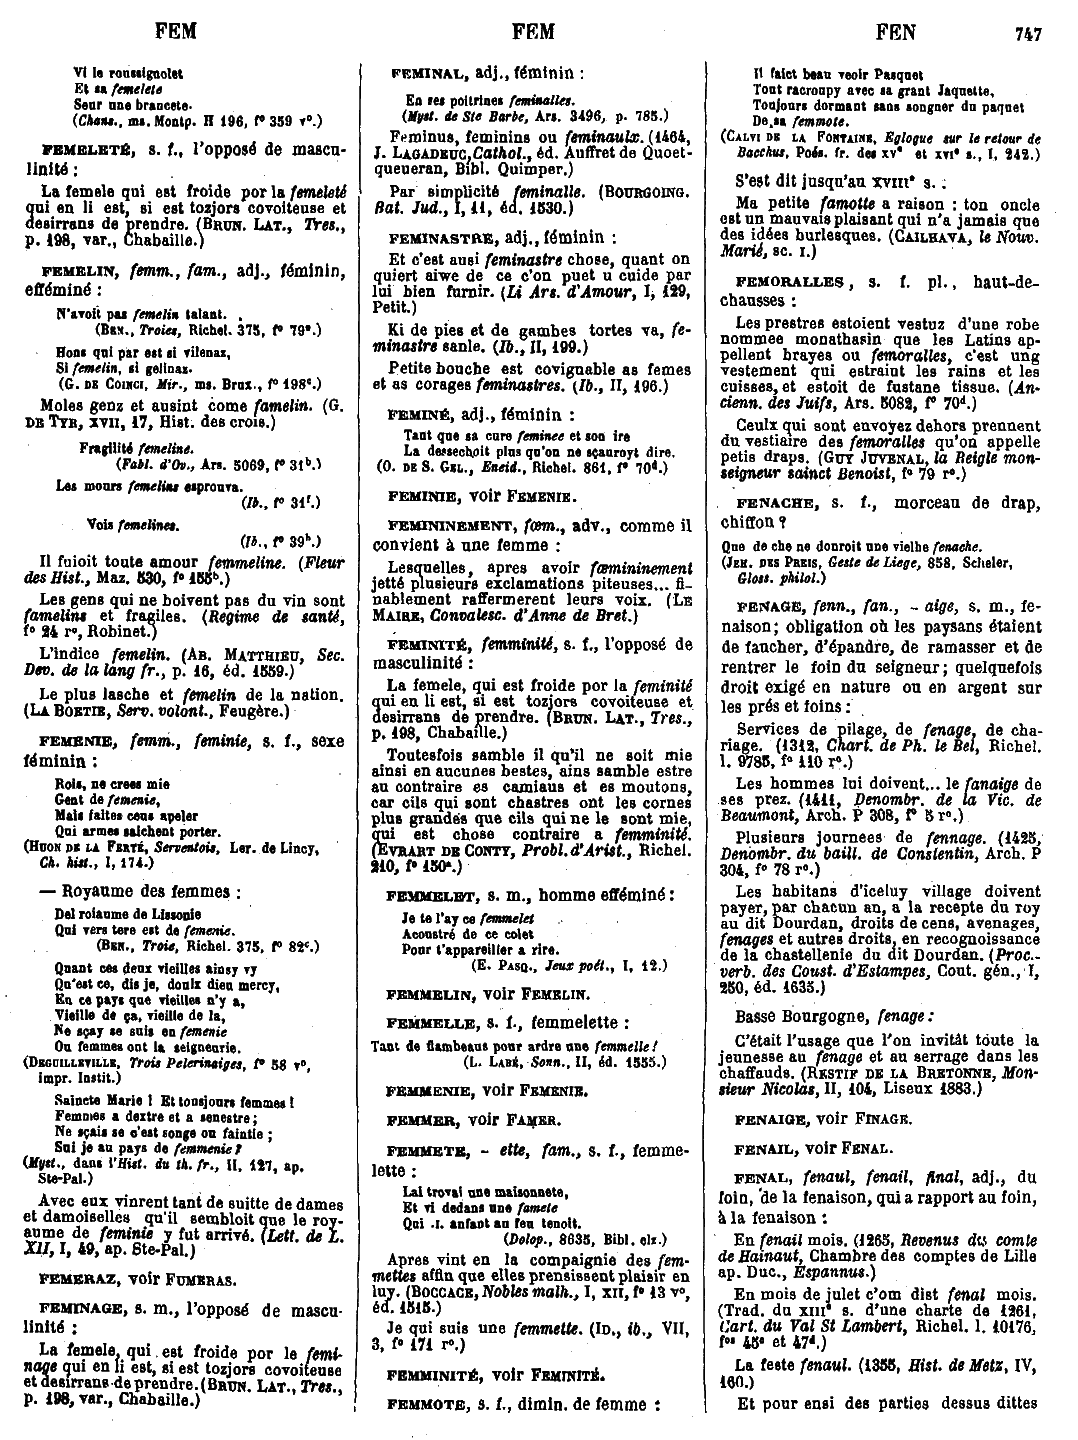 FEM
FEM
FEN
747
Vi le roussignolet
Et sa femelete
Seur une brancete.
(Chans., ms. Montp. H 196, f° 359 v°.)
FEMELETÉ, s. f., l'opposé de mascu-
linité :
La femele qui est froide por la femeleté
qui en li est, si est tozjors covoiteuse et
desirrans de prendre. (BRUN. LAT., Tres.,
p. 198, var., Chabaille.)
FEMELIN, femm., fam., adj., féminin,
efféminé :
N'avoit pas femelin talant.
(BEN., Troies, Richel. 375, f° 79e.)
Hons qui par est si vilenaz,
Si femelin, si gelinaz.
(G. DE COINCI, Mir., ms. Brux., f° 198c.)
Moles genz et ausint come famelin. (G.
DE TYR, XVII, 17, Hist. des crois.)
Fragilité femeline.
(Fabl. d'Ov., Ars. 5069, f° 31b.)
Les mours femelins esprouva.
(Ib., f° 31f.)
Vois femelines.
(Ib., f° 39b.)
Il fuioit toute amour femmeline. (Fleur
des Hist., Maz. 530, f° 155b.)
Les gens qui ne boivent pas du vin sont
famelins et fragiles. (Regime de santé,
f° 24 r°, Robinet.)
L'indice femelin. (AB. MATTHIEU, Sec.
Dev. de la lang fr., p. 16, éd. 1559.)
Le plus lasche et femelin de la nation.
(LA BOETIE, Serv. volont., Feugère.)
FEMENIE, femm., feminie, s. f., sexe
féminin :
Rois, ne crees mie
Gent de femenie,
Mais faites ceus apeler
Qui armes saichent porter.
(HUON DE LA FERTÉ, Serventois, Ler. de Lincy,
Ch. hist., I, 174.)
— Royaume des femmes :
Del roiaume de Lissonie
Qui vers tere est de femenie.
(BEN., Trois, Richel. 375, f° 82c.)
Quant ces deux vieilles ainsy vy
Qu'est ce, dis je, doulx dieu mercy,
En ce pays que vieilles n'y a,
Vieille de ça, vieille de la,
Ne sçay se suis en femenie
Ou femmes ont la seigneurie.
(DEGUILLEVILLE, Trois Pelerinaiges, f° 58 v°,
impr. Instit.)
Saincte Marie ! Et tousjours femmes !
Femmes a dextre et a senestre ;
Ne sçais se c'est songe ou faintie ;
Sui je au pays de femmenie ?
(Myst., dans l'Hist. du th. fr., II, 127, ap.
Ste-Pal.)
Avec eux vinrent tant de suitte de dames
et damoiselles qu'il sembloit que le roy-
aume de feminie y fut arrivé. (Lett. de L.
XII, I, 49, ap. Ste-Pal.)
FEMERAZ, voir FUMERAS.
FEMINAGE, s. m., l'opposé de mascu-
linité :
La femele, qui est froide por le femi-
nage qui en li est, si est tozjors covoiteuse
et desirrans de prendre. (BRUN. LAT., Tres.,
p. 198, var., Chabaille.)
FEMINAL, adj., féminin :
En ses poitrines feminalles.
(Myst. de Ste Barbe, Ars. 3496, p. 785.)
Feminus, feminins ou feminaulx. (1464,
J. LAGADEUC, Cathol., éd. Auffret de Quoet-
queueran, Bibl. Quimper.)
Par simplicité feminalle. (BOURGOING.
Bat. Jud., I, 11, éd. 1530.)
FEMINASTRE, adj., féminin :
Et c'est ausi feminastre chose, quant on
quiert aiwe de ce c'on puet u cuide par
lui bien furnir. (Li Ars. d'Amour, I, 129,
Petit.)
Ki de pies et de gambes tortes va, fe-
minastre sanle. (Ib., II, 199.)
Petite bouche est covignable as femes
et as corages feminastres. (Ib., II, 196.)
FEMINÉ, adj., féminin :
Tant que sa cure feminee et son ire
La dessechoit plus qu'on ne sçauroyt dire.
(O. DE S. GEL., Eneid., Richel. 861, f° 70d.)
FEMINIE, voir FEMENIE.
FEMININEMENT, fœm., adv., comme il
convient à une femme :
Lesquelles, apres avoir fœmininement
jetté plusieurs exclamations piteuses... fi-
nablement raffermerent leurs voix. (LE
MAIRE, Convalesc. d'Anne de Bret.)
FEMINITÉ, femminité, s. f., l'opposé de
masculinité :
La femele, qui est froide por la feminité
qui en li est, si est tozjors covoiteuse et
desirrans de prendre. (BRUN. LAT., Tres.,
p. 198, Chabaille.)
Toutesfois samble il qu'il ne soit mie
ainsi en aucunes bestes, ains samble estre
au contraire es camiaus et es moutons,
car cils qui sont chastres ont les cornes
plus grandes que cils qui ne le sont mie,
qui est chose contraire a femminité.
(EVRART DE CONTY, Probl. d'Arist., Richel.
210, f° 150a.)
FEMMELET, s. m., homme efféminé :
Je te l'ay ce femmelet
Acoustré de ce colet
Pour t'appareiller a rire.
(E. PASQ., Jeux poét., I, 12.)
FEMMELIN, voir FEMELIN.
FEMMELLE, s. f., femmelette :
Tant de flambeaus pour ardre une femmelle !
(L. LABÉ, Sonn., II, éd. 1555.)
FEMMENIE, voir FEMENIE.
FEMMER, voir FAMER.
FEMMETE, - ette, fam., s. f., femme-
lette :
Lai trovai une maisonnete,
Et vi dedans une famete
Qui .I. anfant au feu tenoit.
(Dolop., 8635, Bibl. elz.)
Apres vint en la compaignie des fem-
mettes affin que elles prensissent plaisir en
luy. (BOCCACE, Nobles malh., I, XII, f° 13 v°,
éd. 1515.)
Je qui suis une femmette. (ID., ib., VII,
3, f° 171 r°.)
FEMMINITÉ, voir FEMINITÉ.
FEMMOTE, s. f., dimin. de femme :
Il faict beau veoir Pasquet
Tout racroupy avec sa grant Jaquette,
Toujours dormant sans songner du paquet
De sa femmote.
(CALVI DE LA FONTAINE, Eglogue sur le retour de
Bacchus, Poés. fr. des XVe et XVIe s., I, 242.)
S'est dit jusqu'au XVIIIe s. :
Ma petite famotte a raison : ton oncle
est un mauvais plaisant qui n'a jamais que
des idées burlesques. (CAILHAVA, le Nouv.
Marié, sc. I.)
FEMORALLES, s. f. pl., haut-de-
chausses :
Les prestres estoient vestuz d'une robe
nommee monathasin que les Latins ap-
pellent brayes ou femoralles, c'est ung
vestement qui estraint les rains et les
cuisses, et estoit de fustane tissue. (An-
cienn. des Juifs, Ars. 5082, f° 70d.)
Ceulx qui sont envoyez dehors prennent
du vestiaire des femoralles qu'on appelle
petis draps. (GUY JUVENAL, la Reigle mon-
seigneur sainct Benoist, f° 79 r°.)
FENACHE, s. f., morceau de drap,
chiffon ?
Que de che ne donroit une vielhe fenache.
(JEH. DES PREIS, Geste de Liege, 858, Scheler,
Gloss. philol.)
FENAGE, fenn., fan., - aige, s. m., fe-
naison ; obligation où les paysans étaient
de faucher, d'épandre, de ramasser et de
rentrer le foin du seigneur ; quelquefois
droit exigé en nature ou en argent sur
les prés et foins :
Services de pilage, de fenage, de cha-
riage. (1312, Chart. de Ph. le Bel, Richel.
l. 9785, f° 110 r°.)
Les hommes lui doivent... le fanaige de
ses prez. (1411, Denombr. de la Vic. de
Beaumont, Arch. P 308, f° 5 r°.)
Plusieurs journees de fennage. (1425,
Denombr. du baill. de Constentin, Arch. P
304, f° 78 r°.)
Les habitans d'iceluy village doivent
payer, par chacun an, a la recepte du roy
au dit Dourdan, droits de cens, avenages,
fenages et autres droits, en recognoissance
de la chastellenie du dit Dourdan. (Proc.-
verb. des Coust. d'Estampes, Cout. gén., I,
250, éd. 1635.)
Basse Bourgogne, fenage :
C'était l'usage que l'on invitât toute la
jeunesse au fenage et au serrage dans les
chaffauds. (RESTIF DE LA BRETONNE, Mon-
sieur Nicolas, II, 104, Liseux 1883.)
FENAIGE, voir FINAGE.
FENAIL, voir FENAL.
FENAL, fenaul, fenail, final, adj., du
foin, de la fenaison, qui a rapport au foin,
à la fenaison :
En fenail mois. (1265, Revenus du comte
de Hainaut, Chambre des comptes de Lille
ap. Duc., Espannus.)
En mois de julet c'om dist fenal mois.
(Trad. du XIIIe s. d'une charte de 1261,
Cart. du Val St Lambert, Richel. l. 10176,
fos 45c et 47d.)
La feste fenaul. (1355, Hist. de Metz, IV,
160.)
Et pour ensi des parties dessus dittes